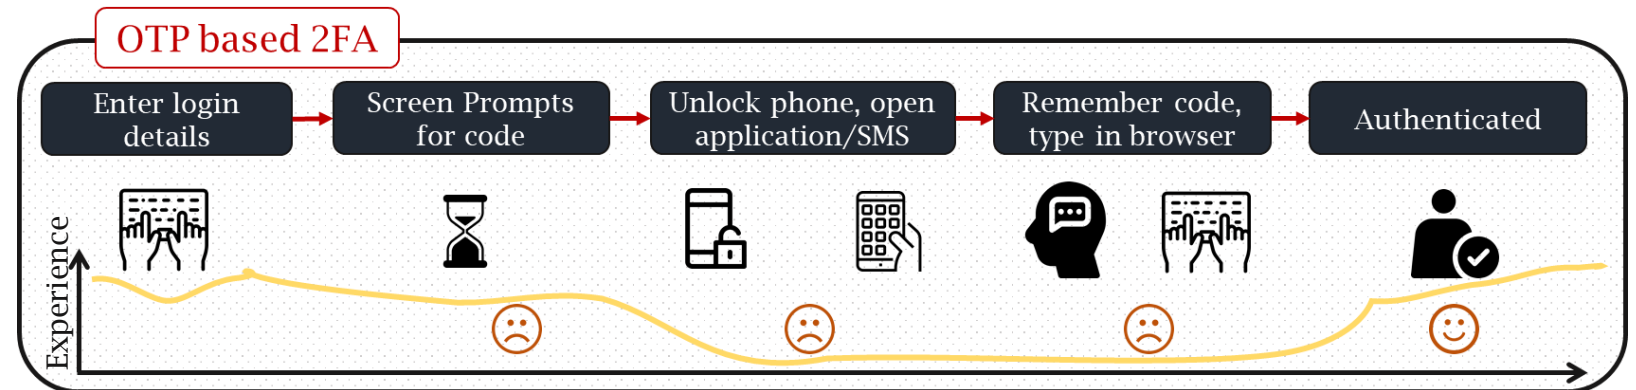 OTP based 2FA
Enter login
details
Screen Prompts
for code
Unlock phone, open
application/SMS
Remember code,
type in browser
Authenticated
Experience